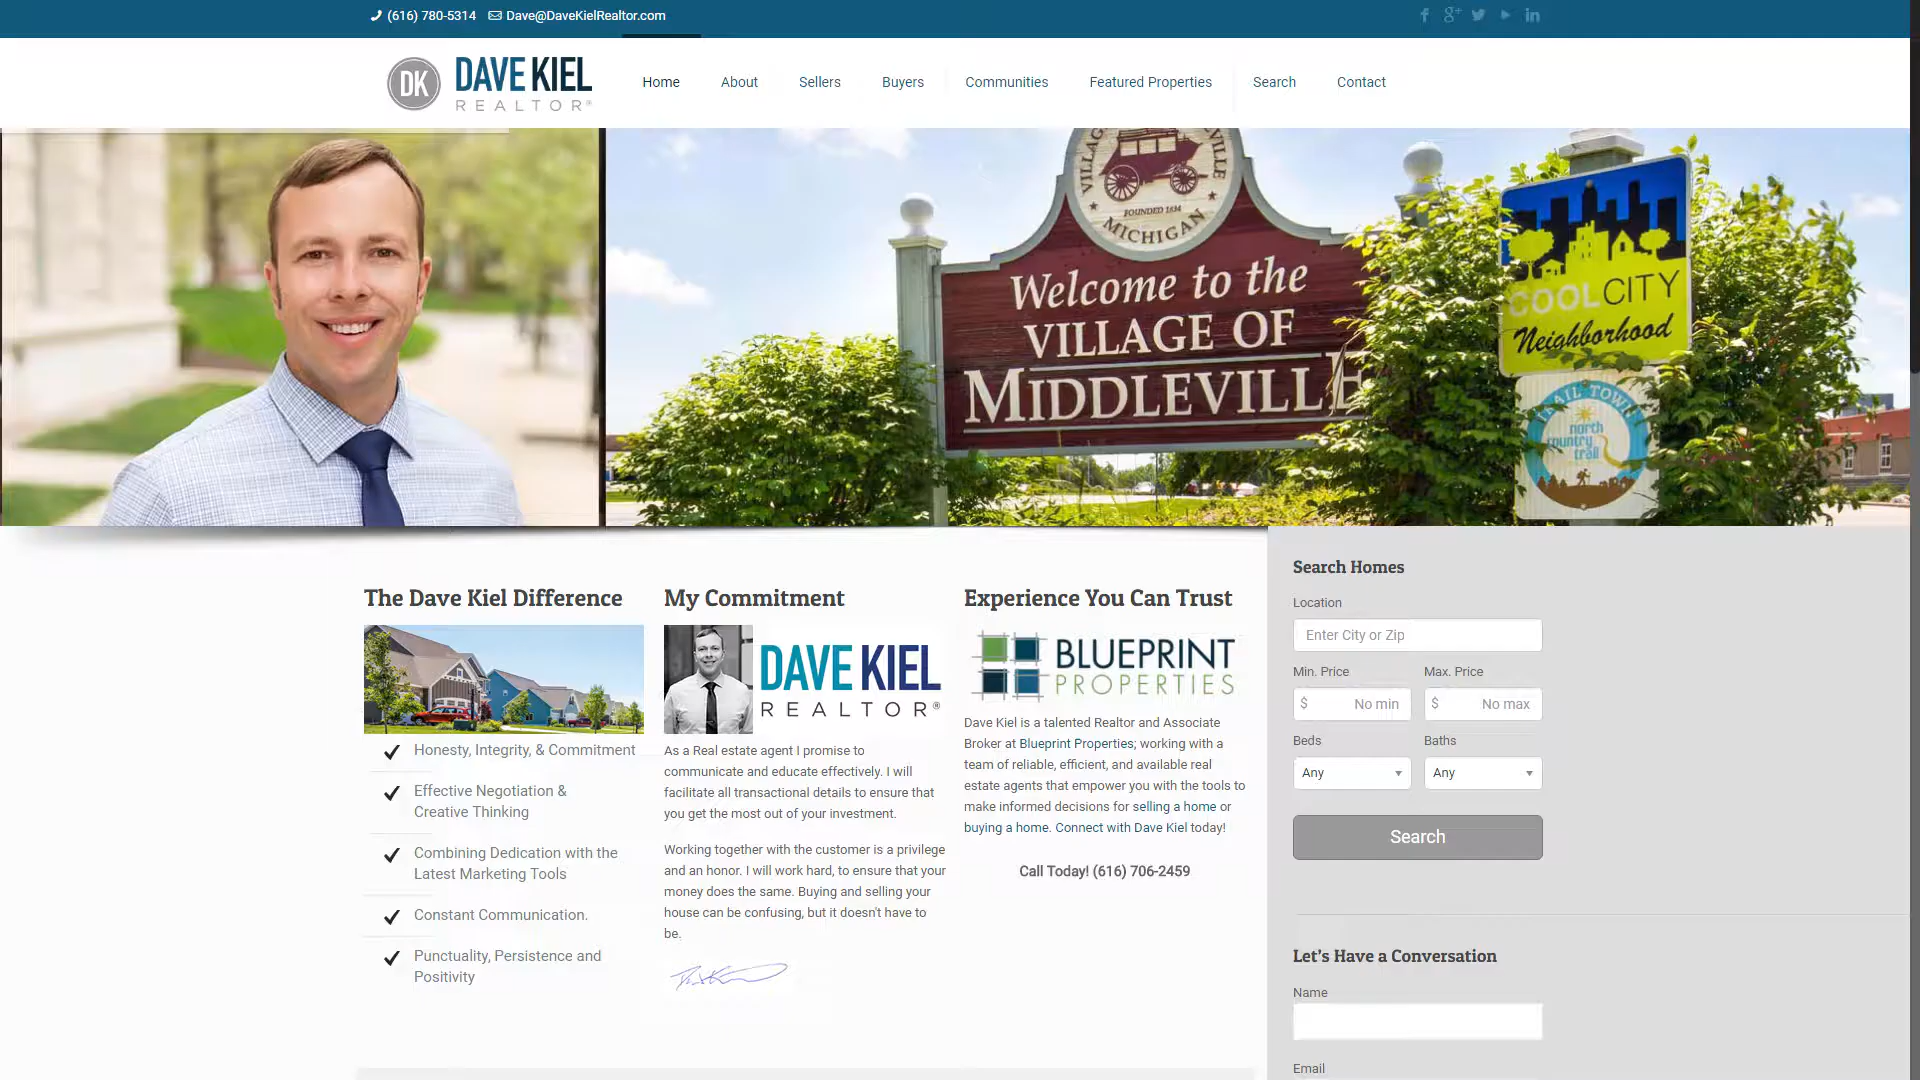 (616) 780-5314 Dave@DaveKielRealtor.com
DK
DAVE KIEL
REALTOR®
Home About Sellers Buyers Communities Featured Properties Search Contact
VILLAG
VILLE
FOUNDED 1834
MICHIGAN
Welcome to the
VILLAGE OF
MIDDLEVILLE
COOL CITY
Neighborhood
TRAIL TOWN
north
country
trail
The Dave Kiel Difference
Honesty, Integrity, & Commitment
Effective Negotiation &
Creative Thinking
Combining Dedication with the
Latest Marketing Tools
Constant Communication.
Punctuality, Persistence and
Positivity
My Commitment
DAVE KIEL
REALTOR®
As a Real estate agent I promise to
communicate and educate effectively. I will
facilitate all transactional details to ensure that
you get the most out of your investment.
Working together with the customer is a privilege
and an honor. I will work hard, to ensure that your
money does the same. Buying and selling your
house can be confusing, but it doesn't have to
be.
Experience You Can Trust
BLUEPRINT
PROPERTIES
Dave Kiel is a talented Realtor and Associate
Broker at Blueprint Properties; working with a
team of reliable, efficient, and available real
estate agents that empower you with the tools to
make informed decisions for selling a home or
buying a home. Connect with Dave Kiel today!
Call Today! (616) 706-2459
Search Homes
Location
Enter City or Zip
Min. Price Max. Price
$ No min $ No max
Beds Baths
Any Any
Search
Let's Have a Conversation
Name
Email